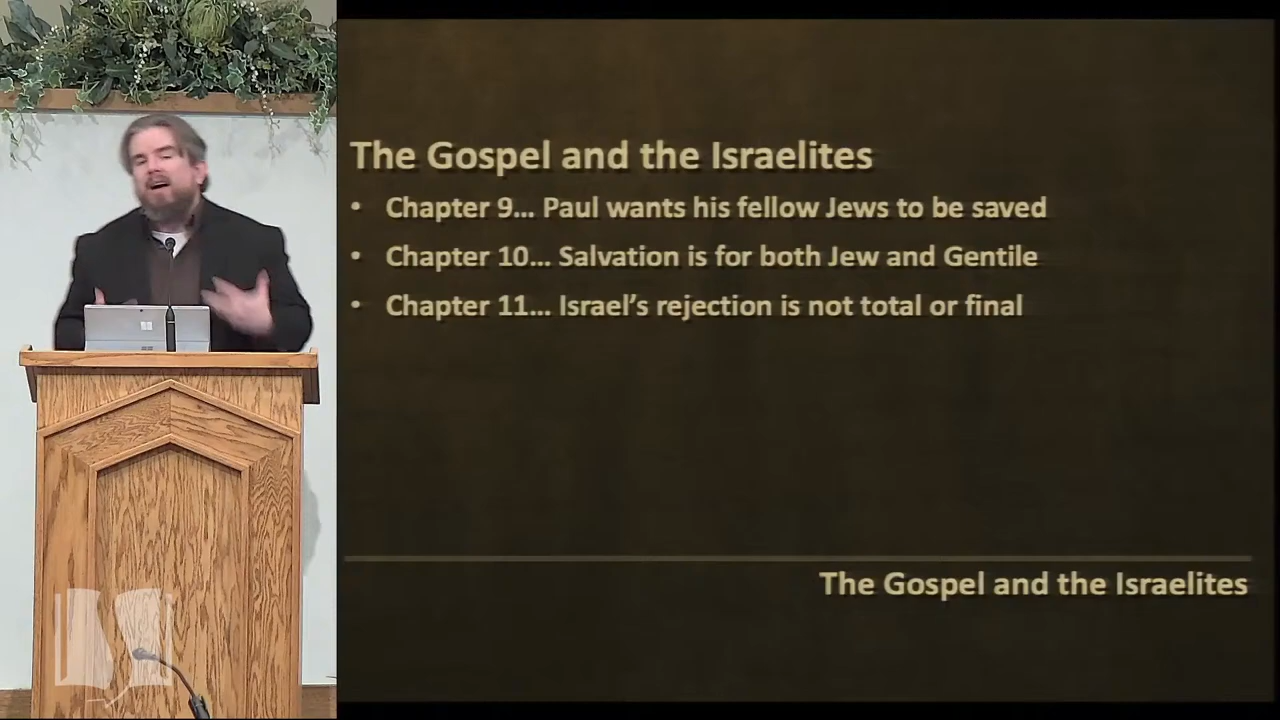 The Gospel and the Israelites
• Chapter 9... Paul wants his fellow Jews to be saved
• Chapter 10... Salvation is for both Jew and Gentile
• Chapter 11... Israel’s rejection is not total or final
The Gospel and the Israelites